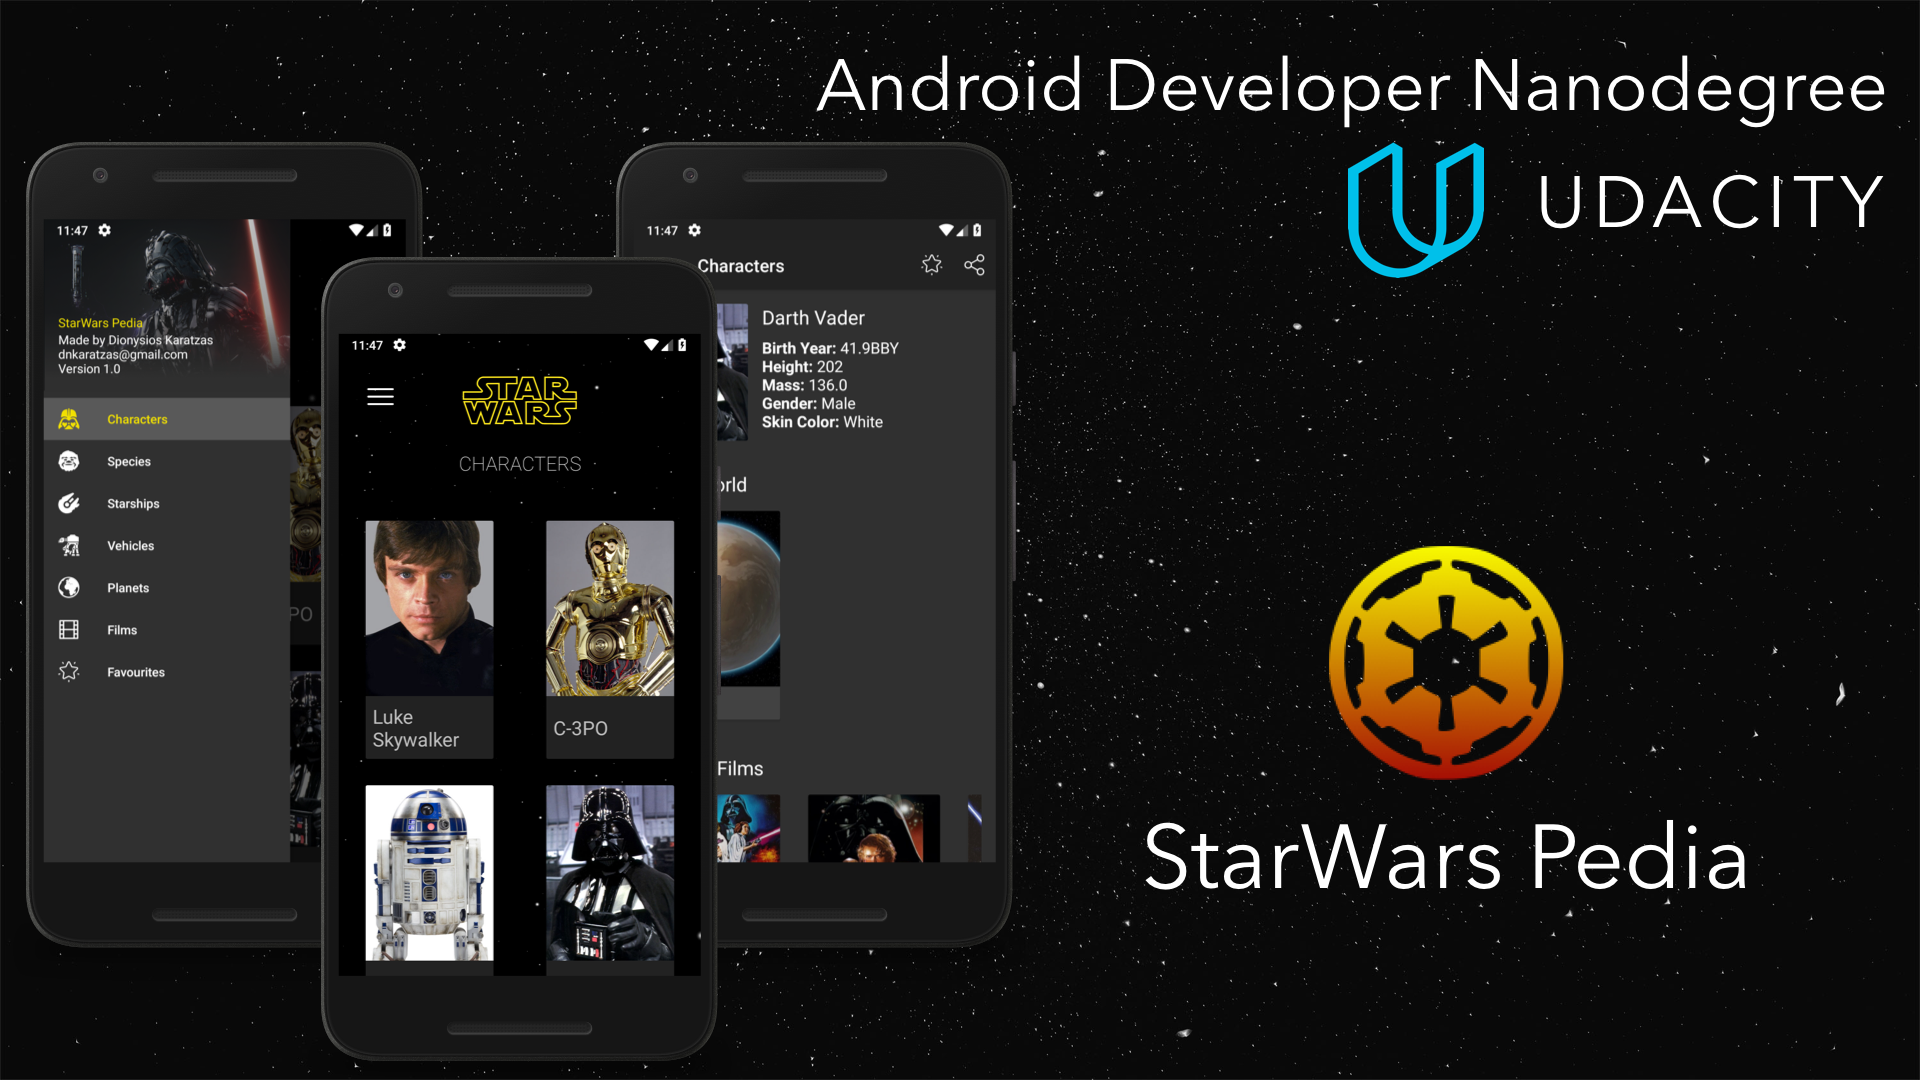 Android Developer Nanodegree
UDACITY
11:47
StarWars Pedia
Made by Dionysios Karatzas
dnkaratzas@gmail.com
Version 1.0
Characters
Species
Starships
Vehicles
Planets
Films
Favourites
PO
11:47
STAR
WARS
CHARACTERS
Luke
Skywalker
C-3PO
11:47
Characters
Darth Vader
Birth Year: 41.9BBY
Height: 202
Mass: 136.0
Gender: Male
Skin Color: White
orld
Films
StarWars Pedia